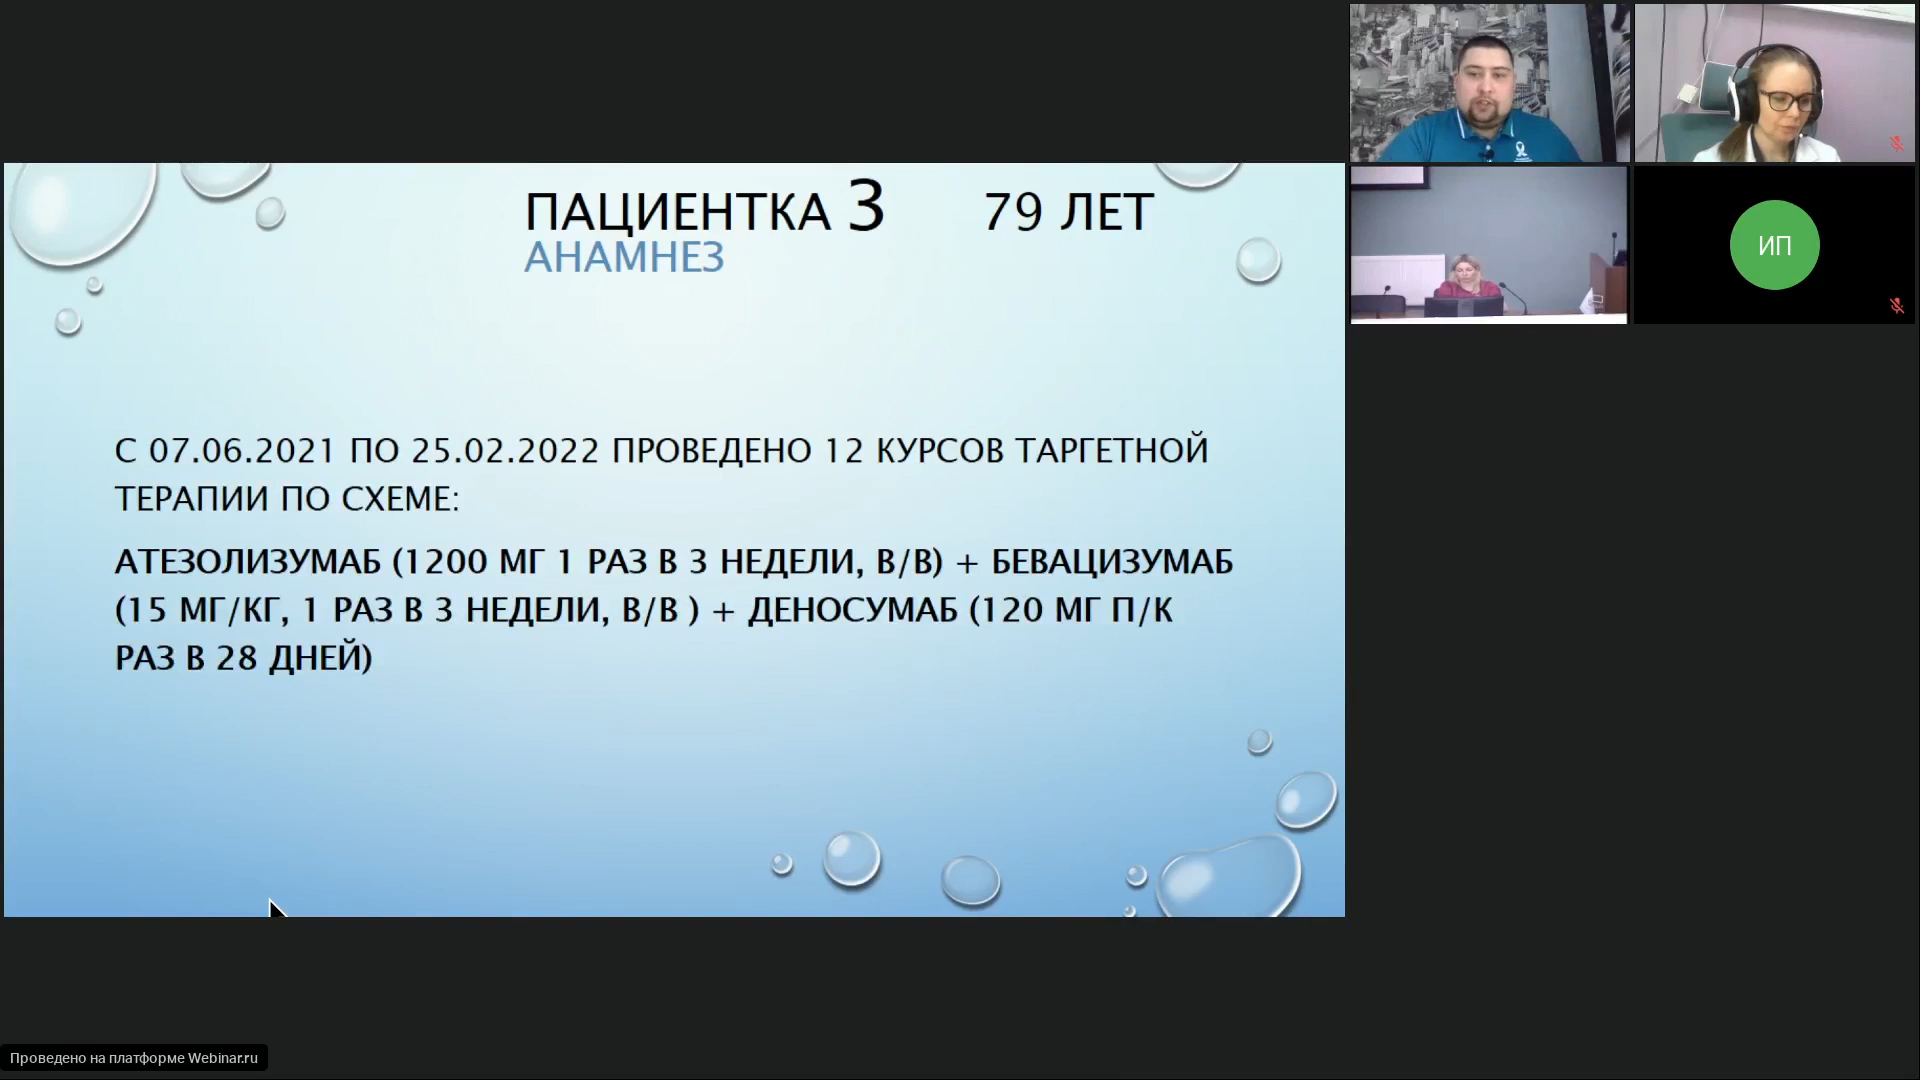 ПАЦИЕНТКА 3 79 ЛЕТ
АНАМНЕЗ
С 07.06.2021 ПО 25.02.2022 ПРОВЕДЕНО 12 КУРСОВ ТАРГЕТНОЙ
ТЕРАПИИ ПО СХЕМЕ:
АТЕЗОЛИЗУМАБ (1200 МГ 1 РАЗ В 3 НЕДЕЛИ, В/В) + БЕВАЦИЗУМАБ
(15 МГ/КГ, 1 РАЗ В 3 НЕДЕЛИ, В/В ) + ДЕНОСУМАБ (120 МГ П/К
РАЗ В 28 ДНЕЙ)
ИП
Проведено на платформе Webinar.ru